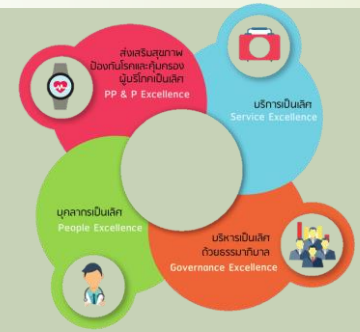 ส่งเสริมสุขภาพ
ป้องกันโรคและคุ้มครอง
ผู้บริโภคเป็นเลิศ
PP & P Excellence
บริการเป็นเลิศ
Service Excellence
บุคลากรเป็นเลิศ
People Excellence
บริหารเป็นเลิศ
ด้วยธรรมาภิบาล
Governance Excellence